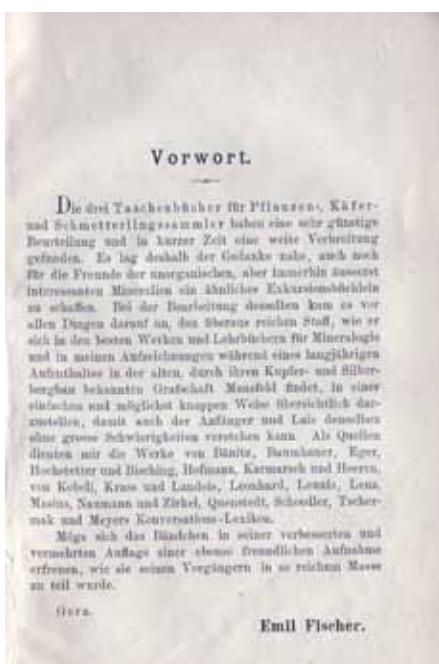 Vorwort.
Die drei Taschenbücher für Pflanzen-, Käfer-
und Schmetterlingssammler haben eine sehr günstige
Beurteilung und in kurzer Zeit eine weite Verbreitung
gefunden. Es lag deshalb der Gedanke nahe, auch noch
für die Freunde der unorganischen, aber immerhin äusserst
interessanten Mineralien ein ähnliches Exkursionsbüchlein
zu schaffen. Bei der Bearbeitung desselben kam es vor
allen Dingen darauf an, den überaus reichen Stoff, wie er
sich in den besten Werken und Lehrbüchern für Mineralogie
und in meinen Aufzeichnungen während eines langjährigen
Aufenthaltes in der alten, durch ihren Kupfer- und Silber-
bergbau bekannten Grafschaft Mansfeld findet, in einer
einfachen und möglichst knappen Weise übersichtlich dar-
zustellen, damit auch der Anfänger und Laie denselben
ohne grosse Schwierigkeiten verstehen kann. Als Quellen
dienten mir die Werke von Bänitz, Baumhauer, Eger,
Hochstetter und Bisching, Hofmann, Karmarsch und Heeren,
von Kobell, Krass und Landois, Leonhard, Leunis, Lenz,
Masius, Naumann und Zirkel, Quenstedt, Schoedler, Tscher-
mak und Meyers Konversations-Lexikon.
Möge sich das Bändchen in seiner verbesserten und
vermehrten Auflage einer ebenso freundlichen Aufnahme
erfreuen, wie sie seinen Vorgängern in so reichem Masse
zu teil wurde.
Gera.
Emil Fischer.